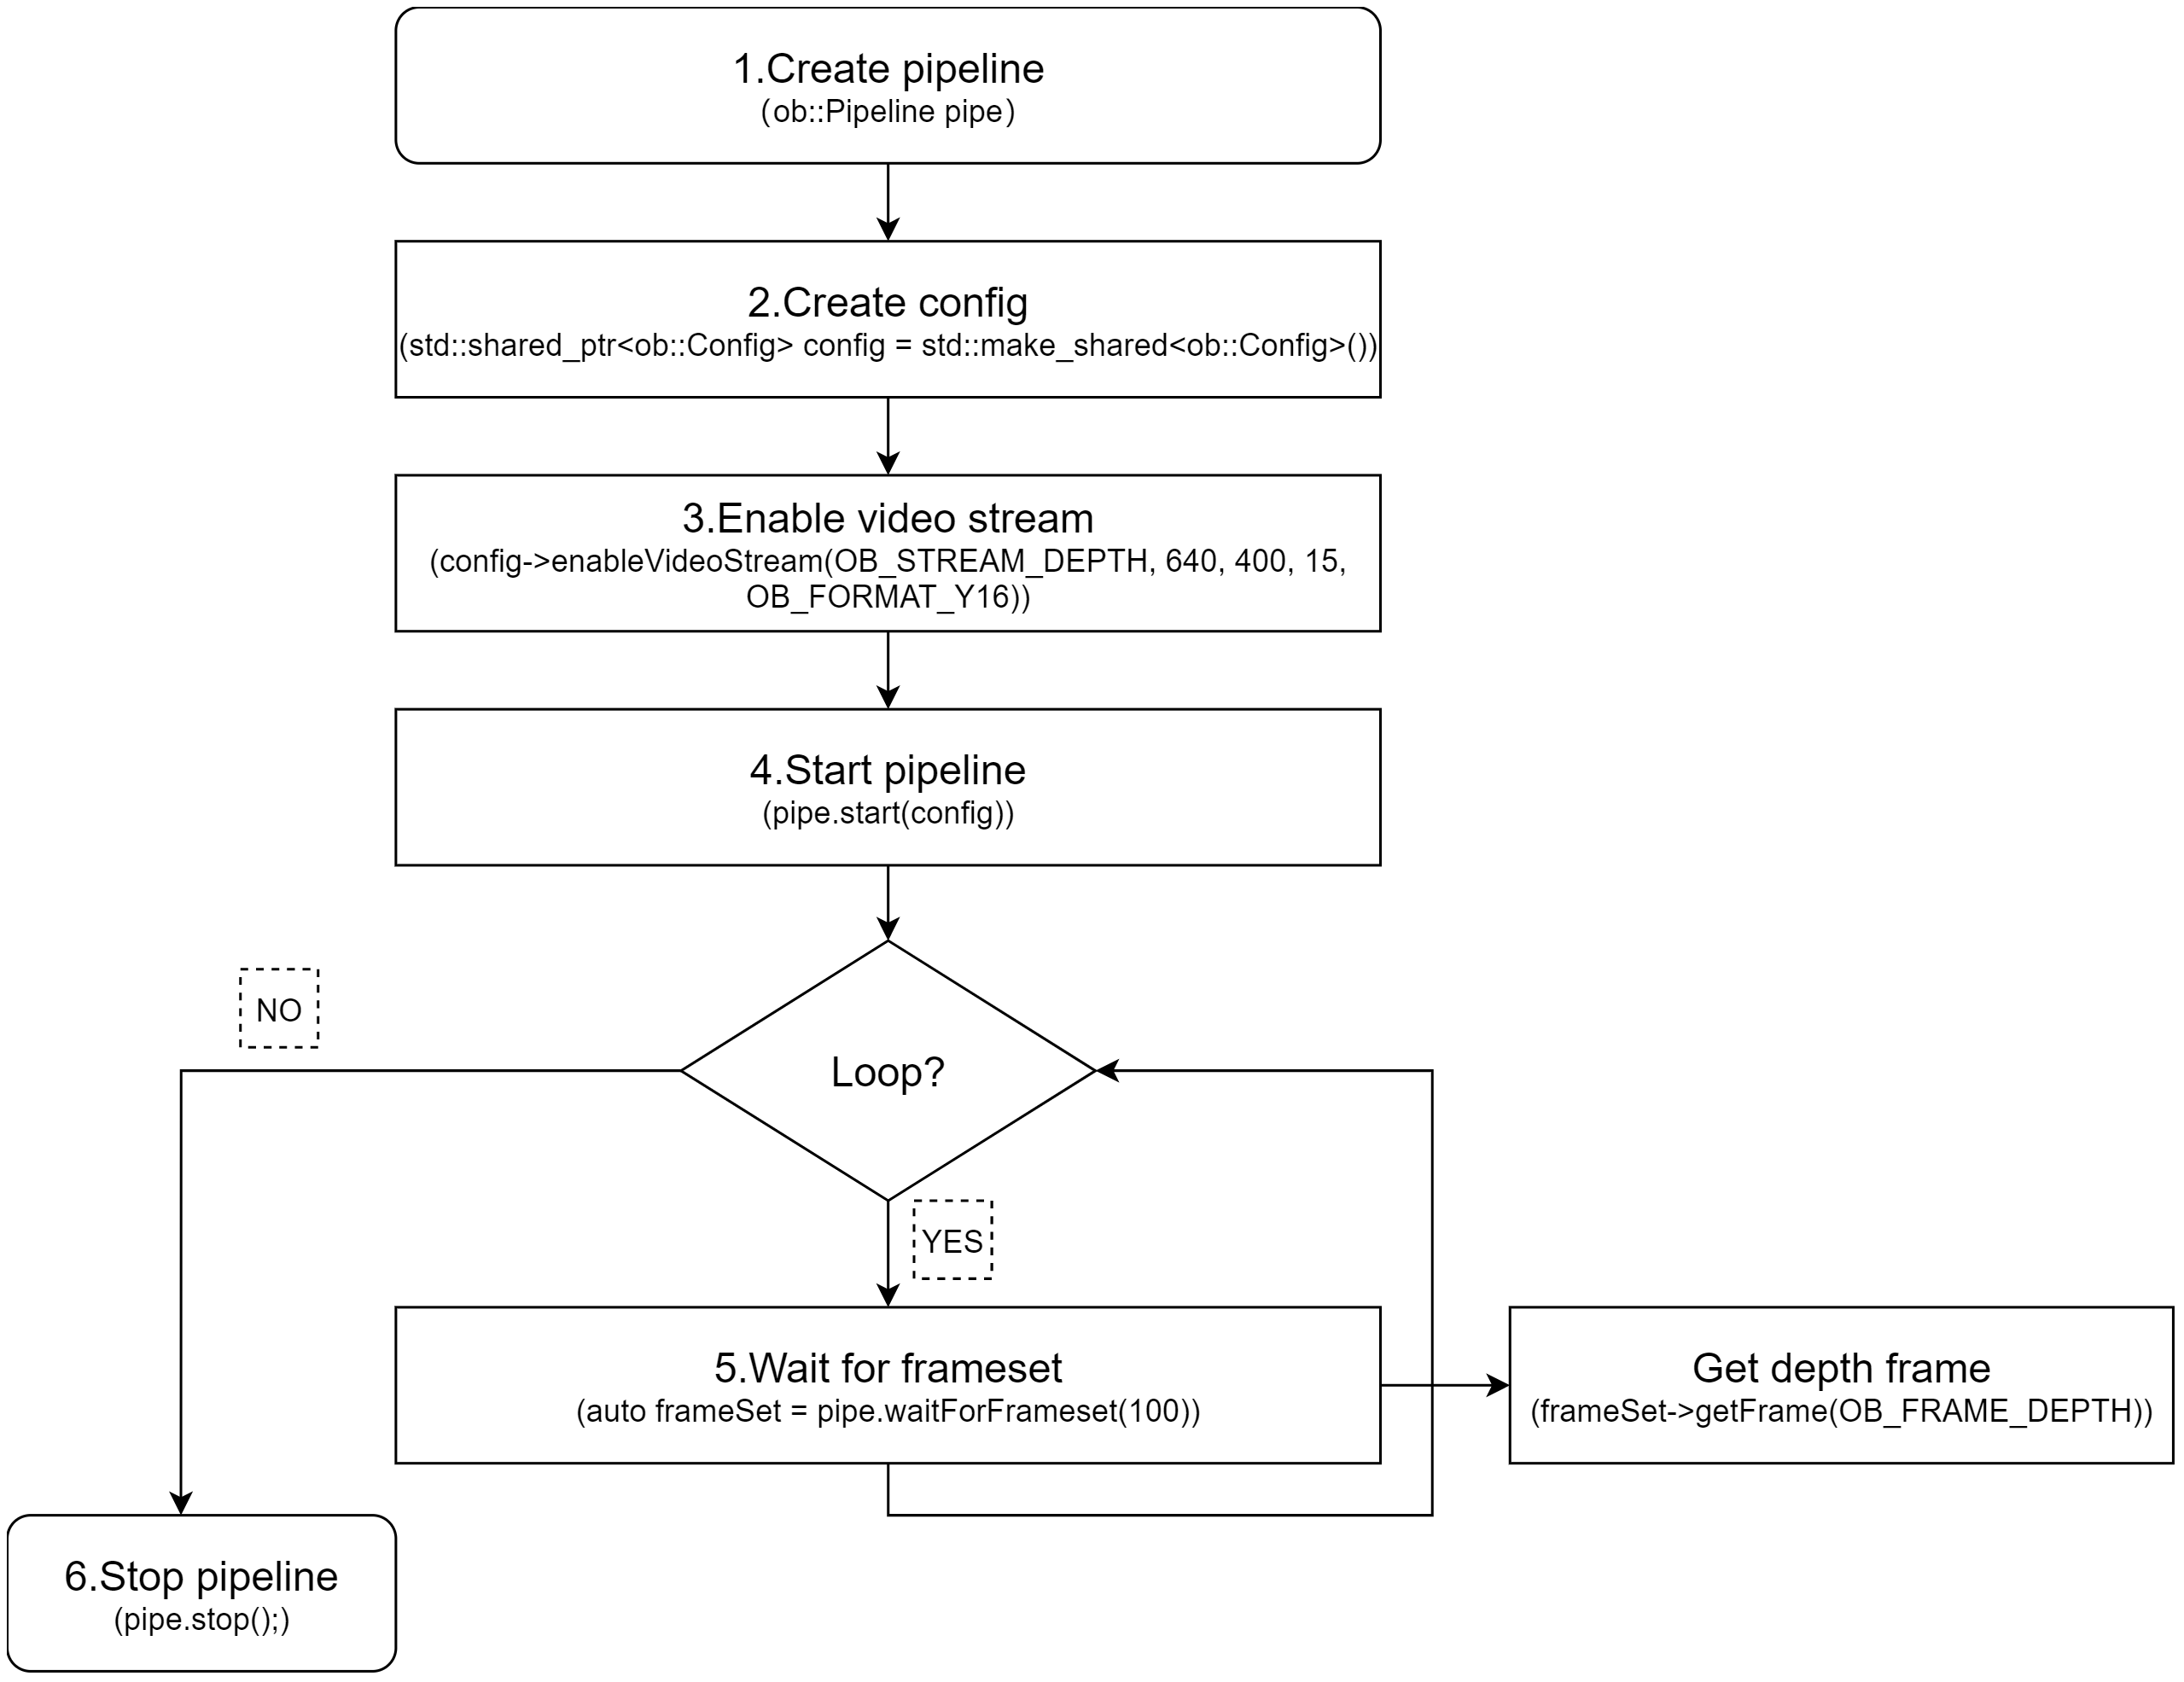 1.Create pipeline
(ob::Pipeline pipe)
2.Create config
(std::shared_ptr<ob::Config> config = std::make_shared<ob::Config>())
3.Enable video stream
(config->enableVideoStream(OB_STREAM_DEPTH, 640, 400, 15,
OB_FORMAT_Y16))
4.Start pipeline
(pipe.start(config))
NO
Loop?
YES
5.Wait for frameset
(auto frameSet = pipe.waitForFrameset(100))
Get depth frame
(frameSet->getFrame(OB_FRAME_DEPTH))
6.Stop pipeline
(pipe.stop();)